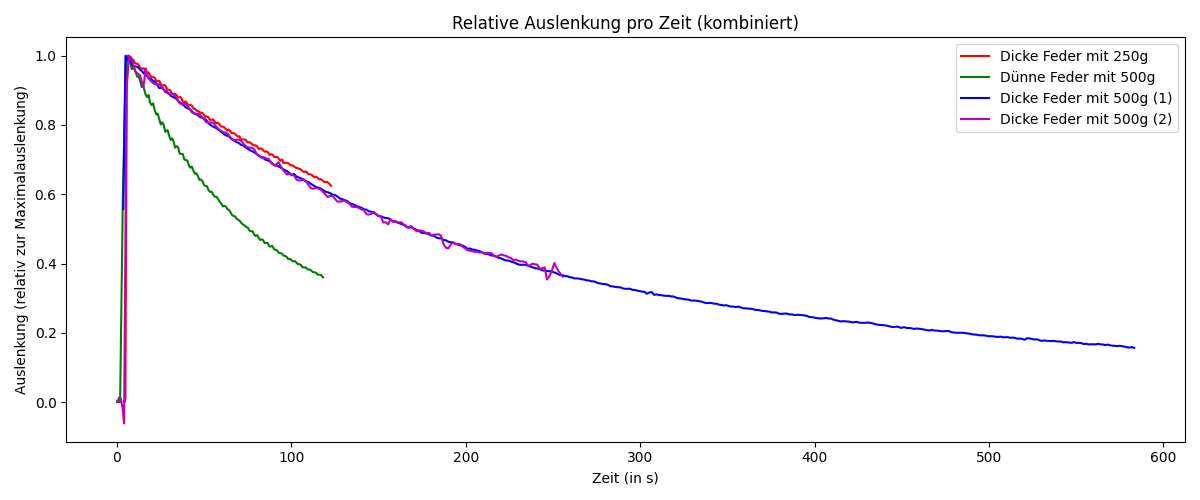 Relative Auslenkung pro Zeit (kombiniert)
Auslenkung (relativ zur Maximalauslenkung)
1.0
0.8
0.6
0.4
0.2
0.0
Dicke Feder mit 250g
Dünne Feder mit 500g
Dicke Feder mit 500g (1)
Dicke Feder mit 500g (2)
0 100 200 300 400 500 600
Zeit (in s)